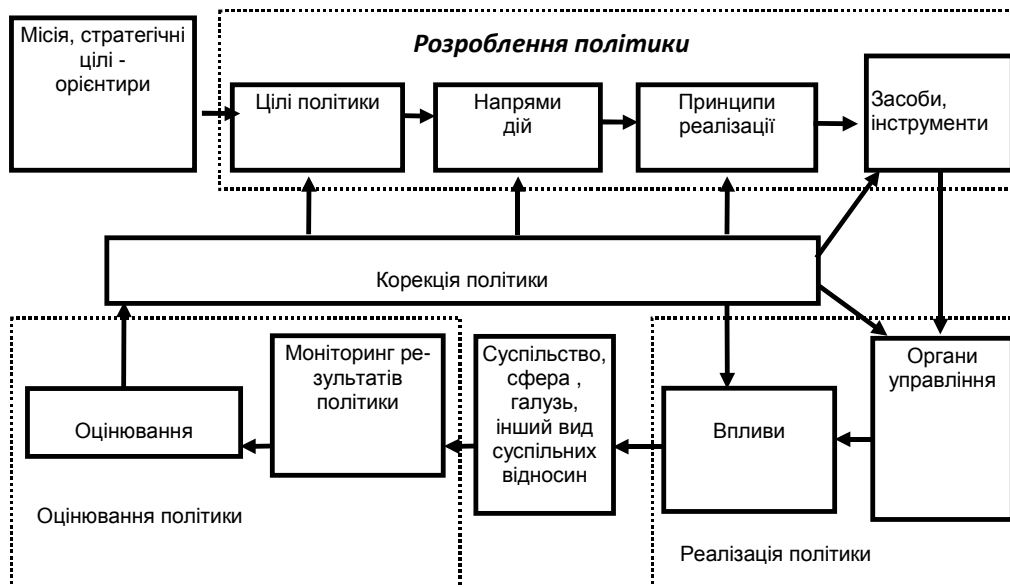 Місія, стратегічні
цілі -
орієнтири
Розроблення політики
Цілі політики
Напрями
дій
Принципи
реалізації
Засоби,
інструменти
Корекція політики
Оцінювання
Моніторинг ре-
зультатів
політики
Суспільство,
сфера ,
галузь,
інший вид
суспільних
відносин
Впливи
Органи
управління
Оцінювання політики
Реалізація політики